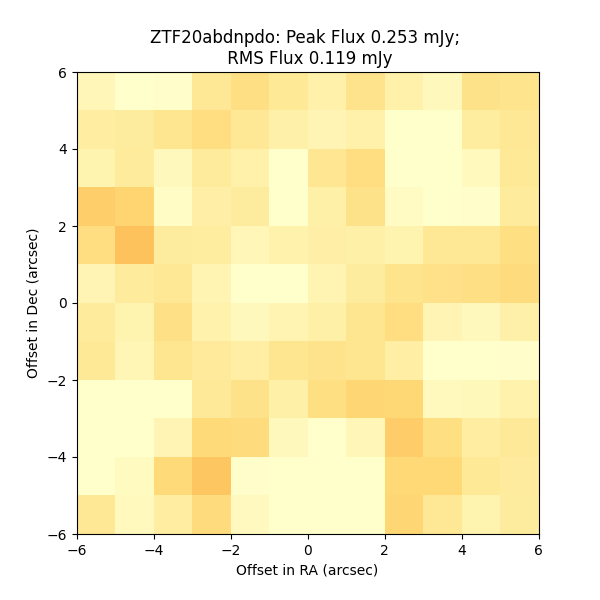 ZTF20abdnpdo: Peak Flux 0.253 mJy;
RMS Flux 0.119 mJy
6
4
2
0
−2
−4
−6
Offset in Dec (arcsec)
−6 −4 −2 0 2 4 6
Offset in RA (arcsec)